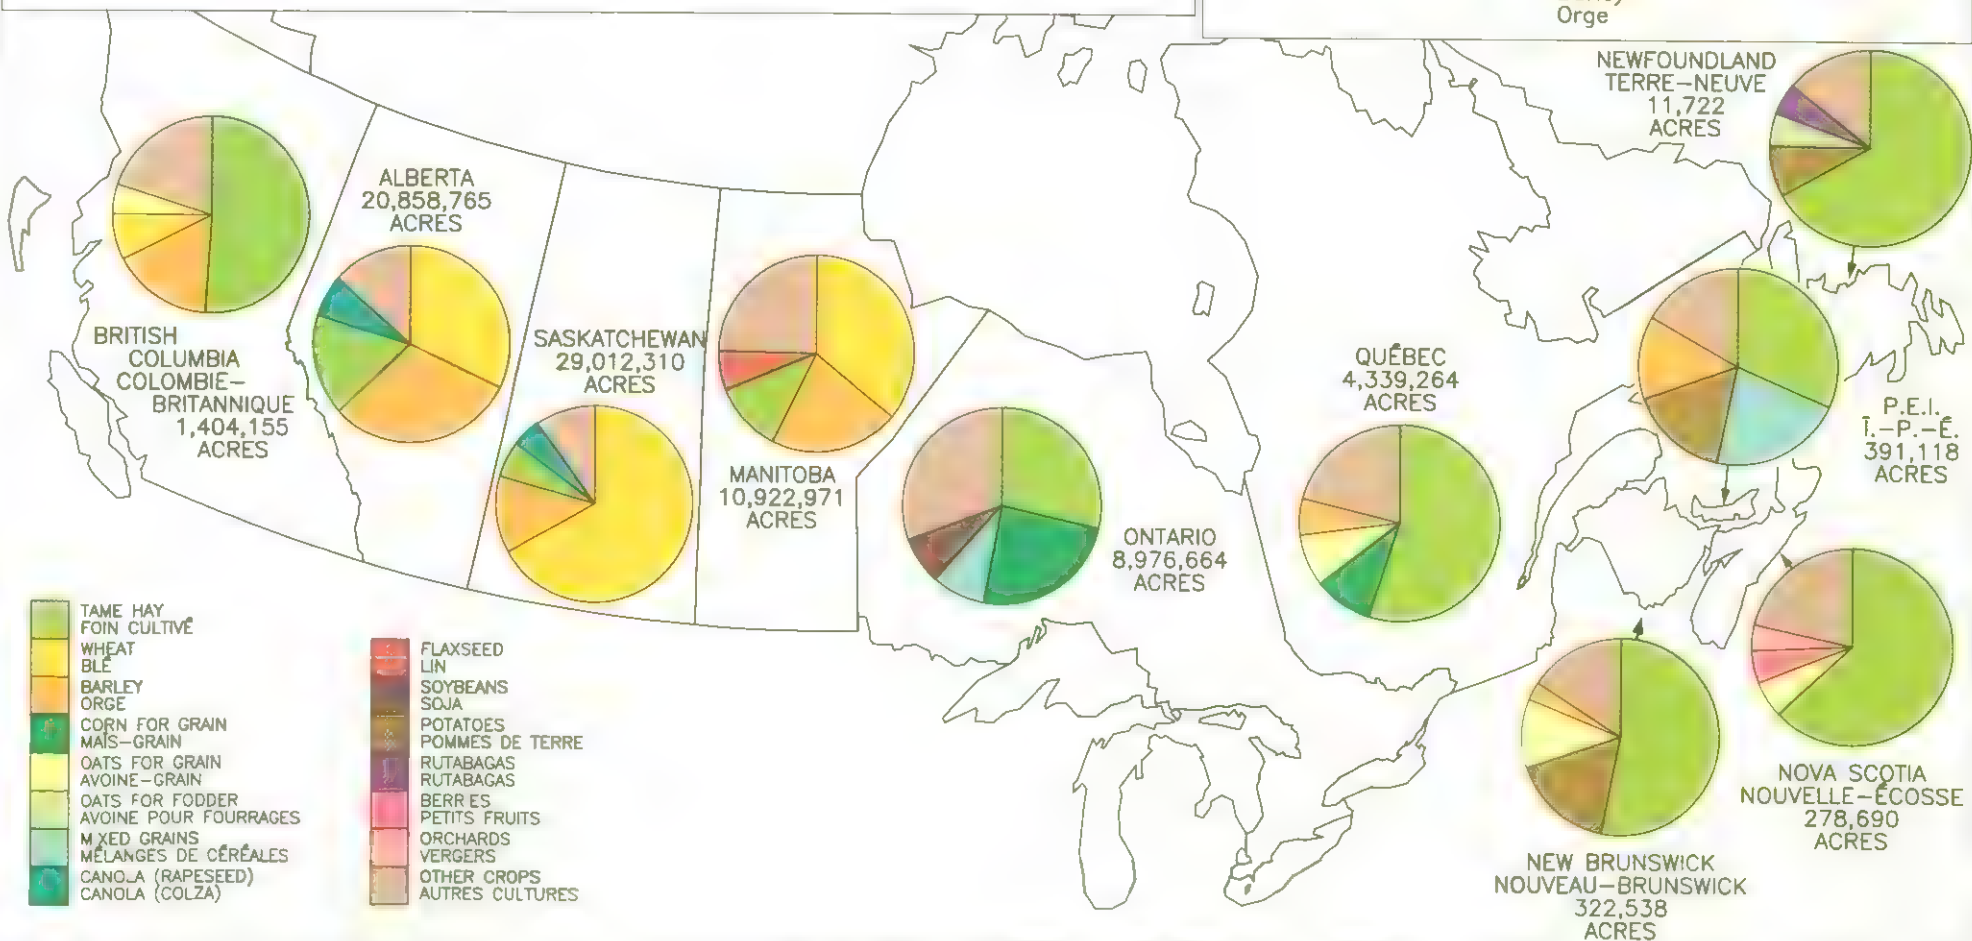 Orge
NEWFOUNDLAND
TERRE-NEUVE
11,722
ACRES
ALBERTA
20,858,765
ACRES
BRITISH
COLUMBIA
COLOMBIE-
BRITANNIQUE
1,404,155
ACRES
SASKATCHEWAN
29,012,310
ACRES
MANITOBA
10,922,971
ACRES
ONTARIO
8,976,664
ACRES
QUÉBEC
4,339,264
ACRES
P.E.I.
Î.-P.-É.
391,118
ACRES
NOVA SCOTIA
NOUVELLE-ÉCOSSE
278,690
ACRES
NEW BRUNSWICK
NOUVEAU-BRUNSWICK
322,538
ACRES
TAME HAY
FOIN CULTIVÉ
WHEAT
BLÉ
BARLEY
ORGE
CORN FOR GRAIN
MAÏS-GRAIN
OATS FOR GRAIN
AVOINE-GRAIN
OATS FOR FODDER
AVOINE POUR FOURRAGES
MIXED GRAINS
MÉLANGES DE CÉRÉALES
CANOLA (RAPESEED)
CANOLA (COLZA)
FLAXSEED
LIN
SOYBEANS
SOJA
POTATOES
POMMES DE TERRE
RUTABAGAS
RUTABAGAS
BERRIES
PETITS FRUITS
ORCHARDS
VERGERS
OTHER CROPS
AUTRES CULTURES